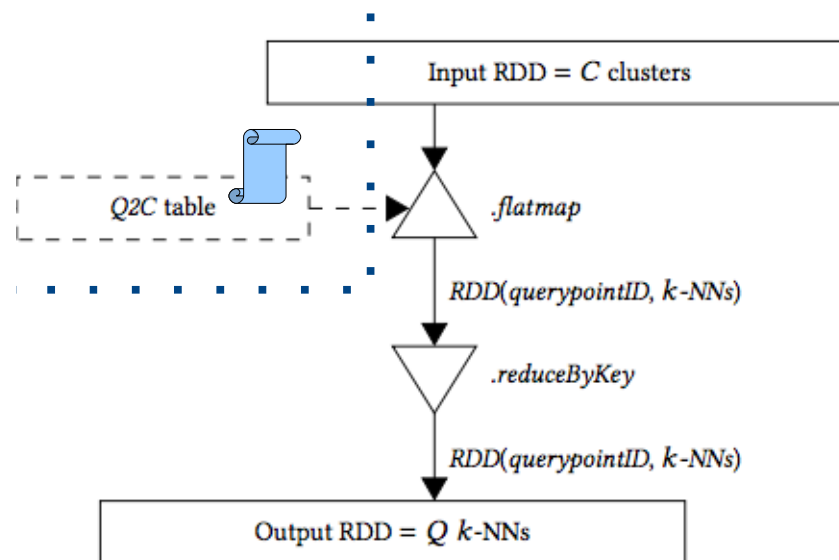 Input RDD = C clusters
Q2C table
.flatmap
RDD(querypointID, k-NNs)
.reduceByKey
RDD(querypointID, k-NNs)
Output RDD = Q k-NNs